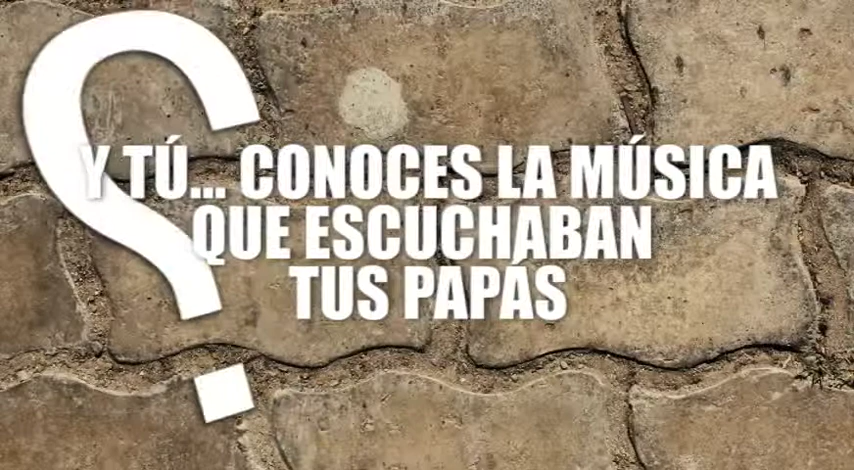 ?
Y TÚ... CONOCES LA MÚSICA
QUE ESCUCHABAN
TUS PAPÁS